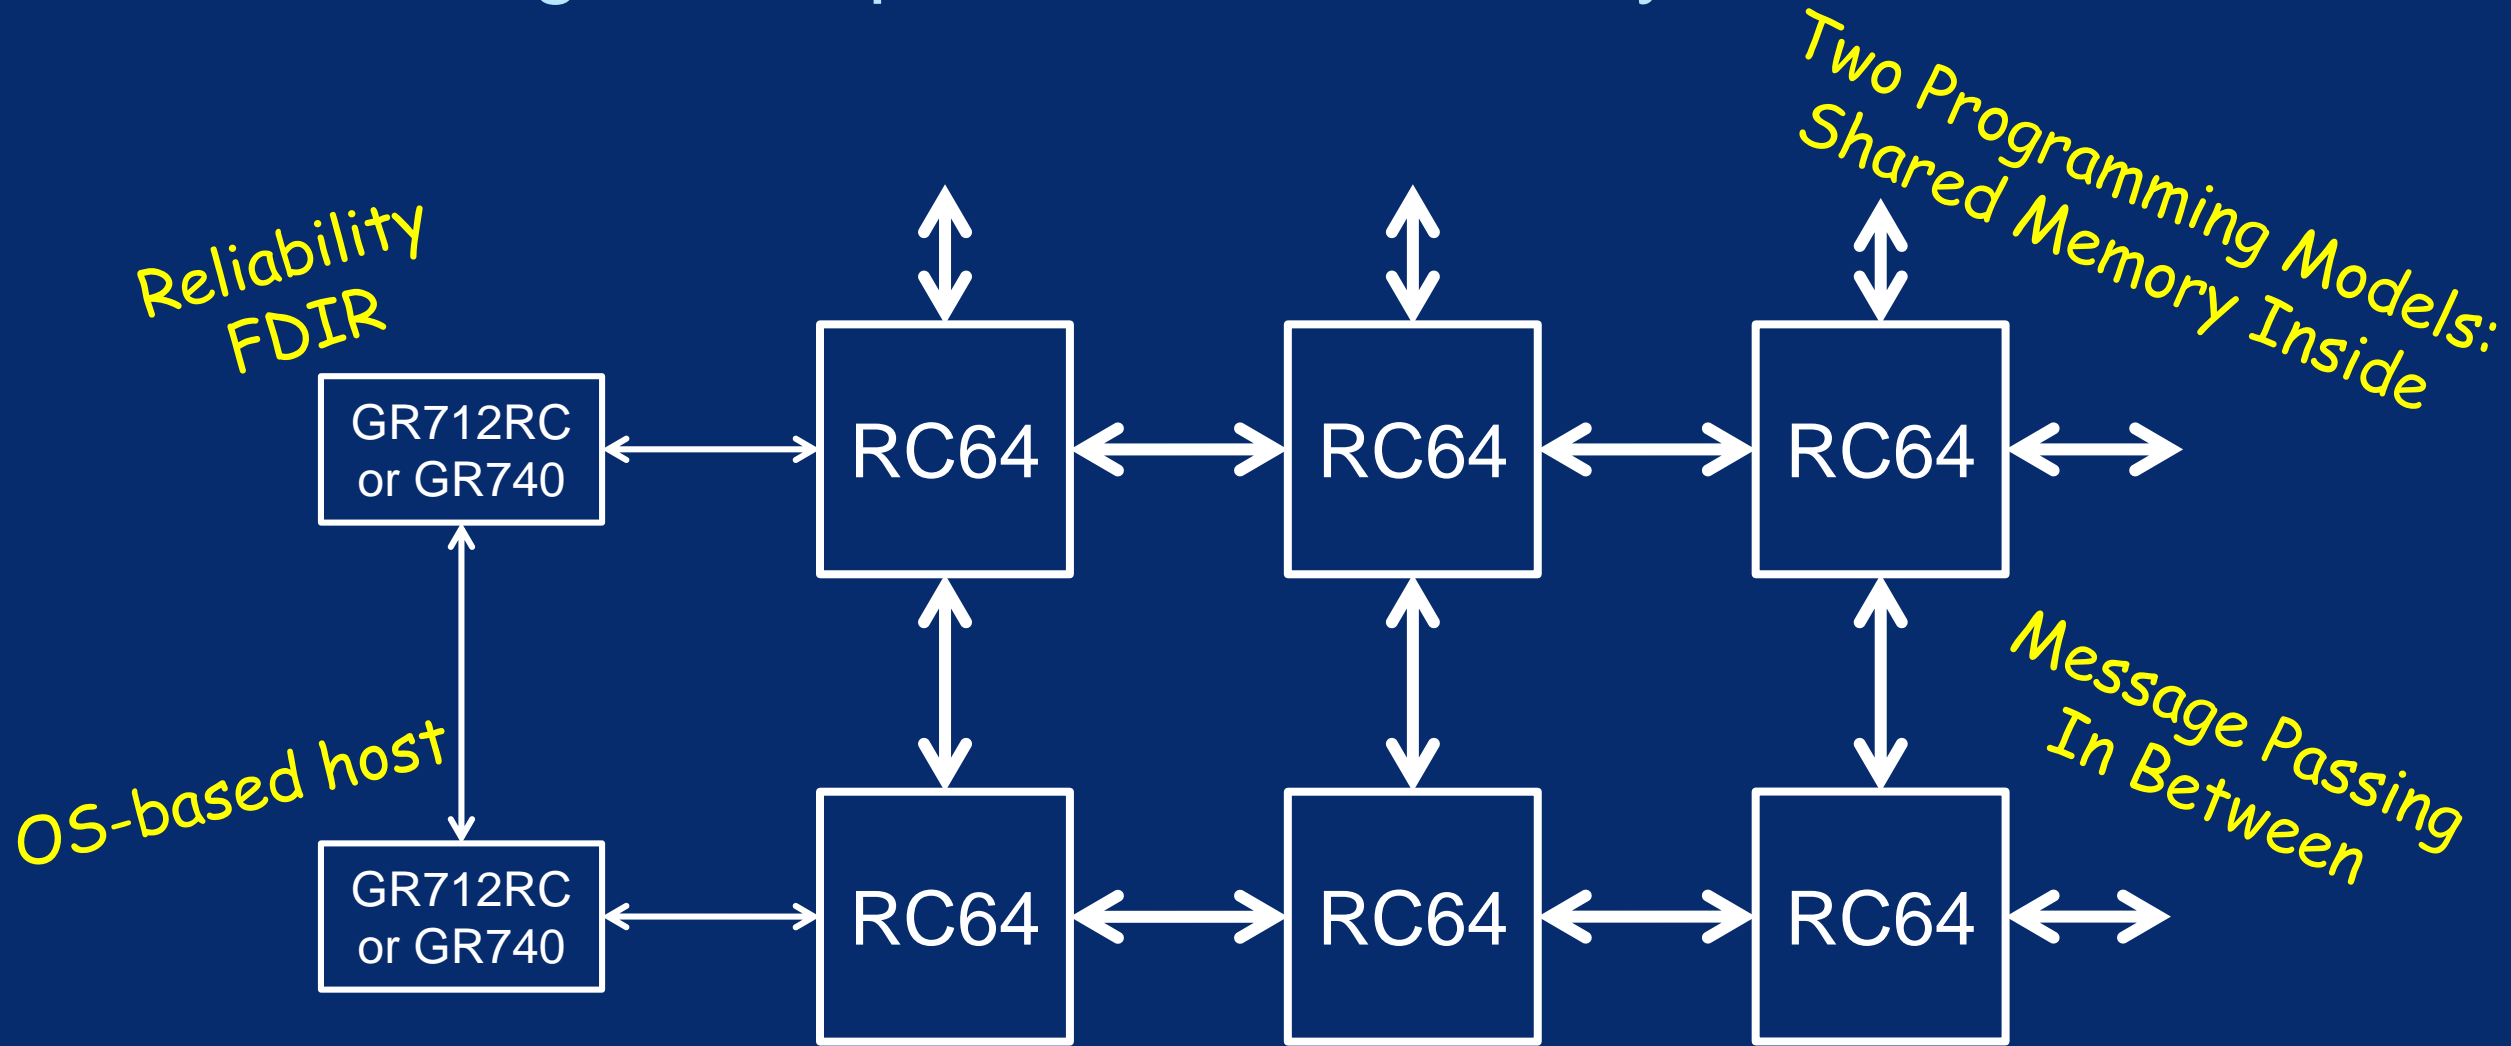 Two Programming Models:
Shared Memory Inside
Reliability
FDIR
GR712RC
or GR740
RC64
RC64
RC64
Message Passing
In Between
OS-based host
GR712RC
or GR740
RC64
RC64
RC64